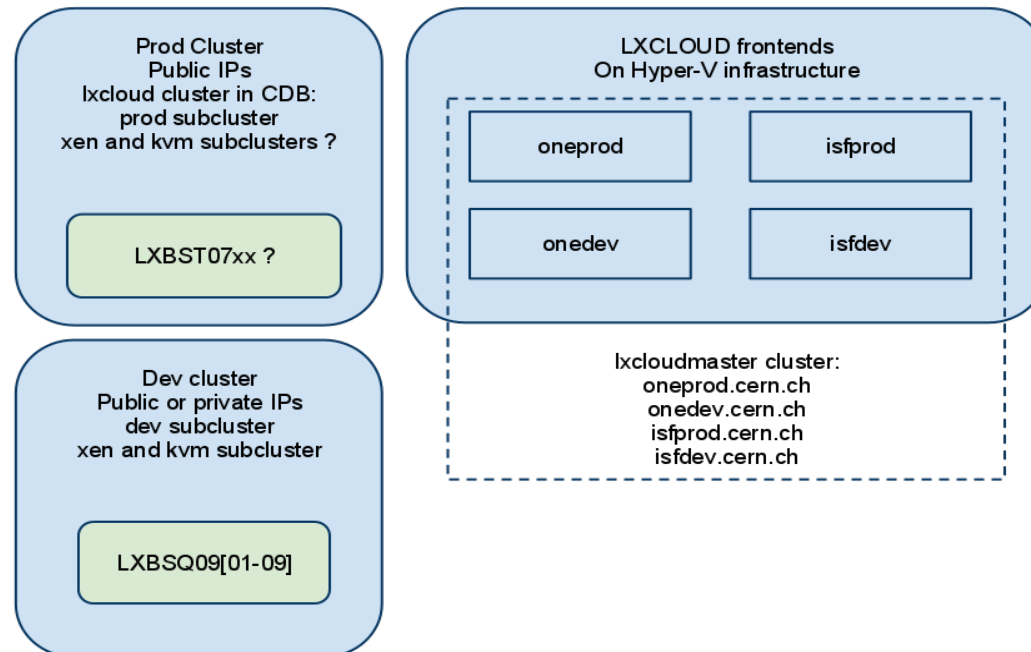 Prod Cluster
Public IPs
lxcloud cluster in CDB:
prod subcluster
xen and kvm subclusters ?
LXBST07xx ?
LXCLOUD frontends
On Hyper-V infrastructure
oneprod
isfprod
onedev
isfdev
lxcloudmaster cluster:
oneprod.cern.ch
onedev.cern.ch
isfprod.cern.ch
isfdev.cern.ch
Dev cluster
Public or private IPs
dev subcluster
xen and kvm subcluster
LXBSQ09[01-09]